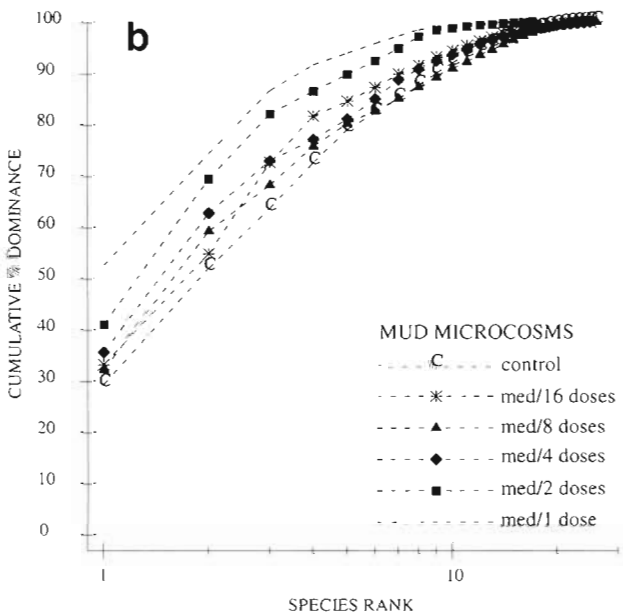 b
100
90
80
70
60
50
40
30
20
10
0
CUMULATIVE % DOMINANCE
C
C
C
C
C
MUD MICROCOSMS
C control
med/16 doses
med/8 doses
med/4 doses
med/2 doses
med/1 dose
1
10
SPECIES RANK